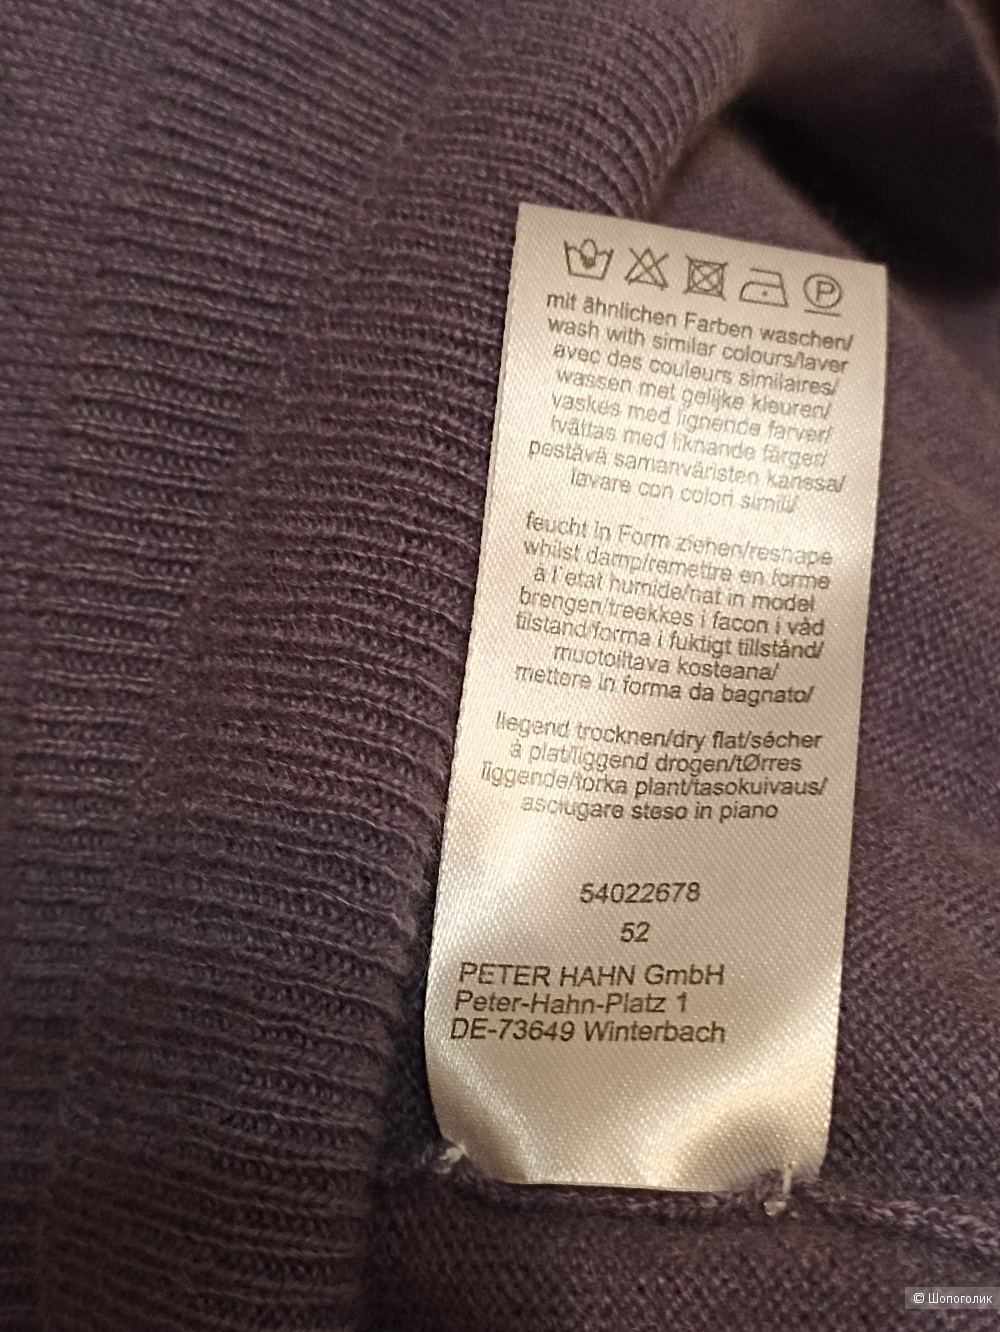 P
mit ähnlichen Farben waschen/
wash with similar colours/laver
avec des couleurs similaires/
wassen met gelijke kleuren/
vaskes med lignende farver/
tvättas med liknande färger/
pestävä samanväristen kanssa/
lavare con colori simili/
feucht in Form ziehen/reshape
whilst damp/remettre en forme
à l'etat humide/nat in model
brengen/treekkes i facon i våd
tilstand/forma i fuktigt tillstånd/
muotoiltava kosteana/
mettere in forma da bagnato/
liegend trocknen/dry flat/sécher
à plat/liggend drogen/tØrres
liggende/torka plant/tasokuivaus/
asciugare steso in piano
54022678
52
PETER HAHN GmbH
Peter-Hahn-Platz 1
DE-73649 Winterbach
© Шопоголик